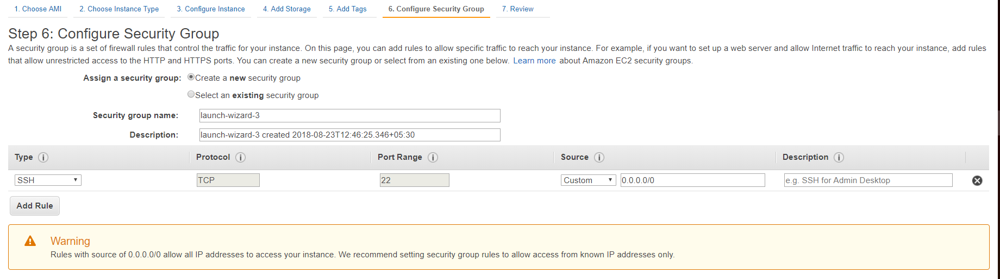 1. Choose AMI 2. Choose Instance Type 3. Configure Instance 4. Add Storage 5. Add Tags 6. Configure Security Group 7. Review
Step 6: Configure Security Group
A security group is a set of firewall rules that control the traffic for your instance. On this page, you can add rules to allow specific traffic to reach your instance. For example, if you want to set up a web server and allow Internet traffic to reach your instance, add rules
that allow unrestricted access to the HTTP and HTTPS ports. You can create a new security group or select from an existing one below. Learn more about Amazon EC2 security groups.
Assign a security group: Create a new security group
Select an existing security group
Security group name: launch-wizard-3
Description: launch-wizard-3 created 2018-08-23T12:46:25.346+05:30
Type i Protocol i Port Range i Source i Description i
SSH TCP 22 Custom 0.0.0.0/0 e.g. SSH for Admin Desktop
Add Rule
Warning
Rules with source of 0.0.0.0/0 allow all IP addresses to access your instance. We recommend setting security group rules to allow access from known IP addresses only.